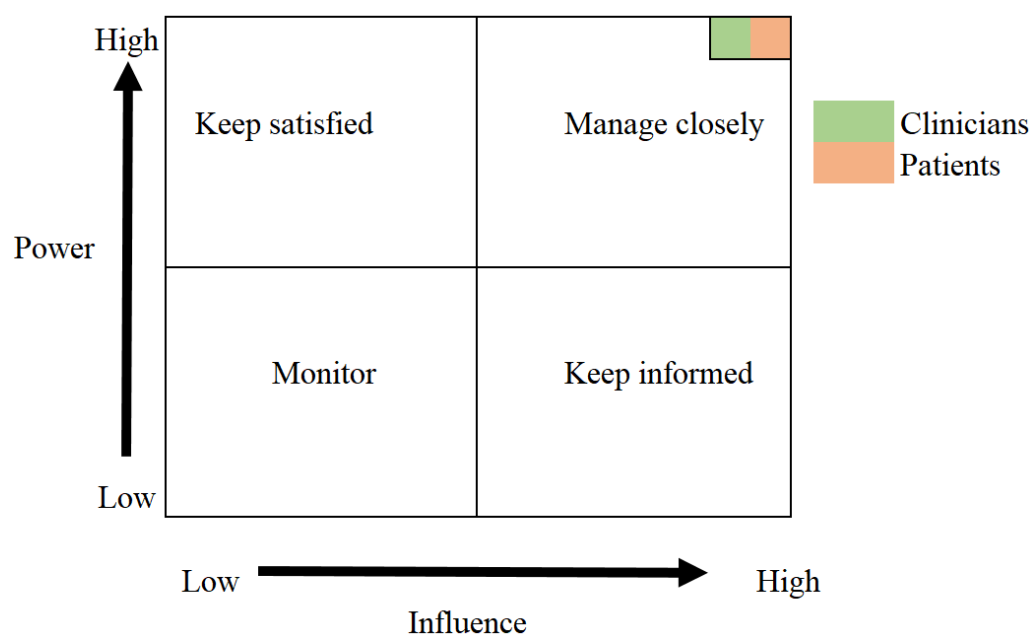 High
Keep satisfied
Manage closely
Clinicians
Patients
Power
Monitor
Keep informed
Low
Low
High
Influence